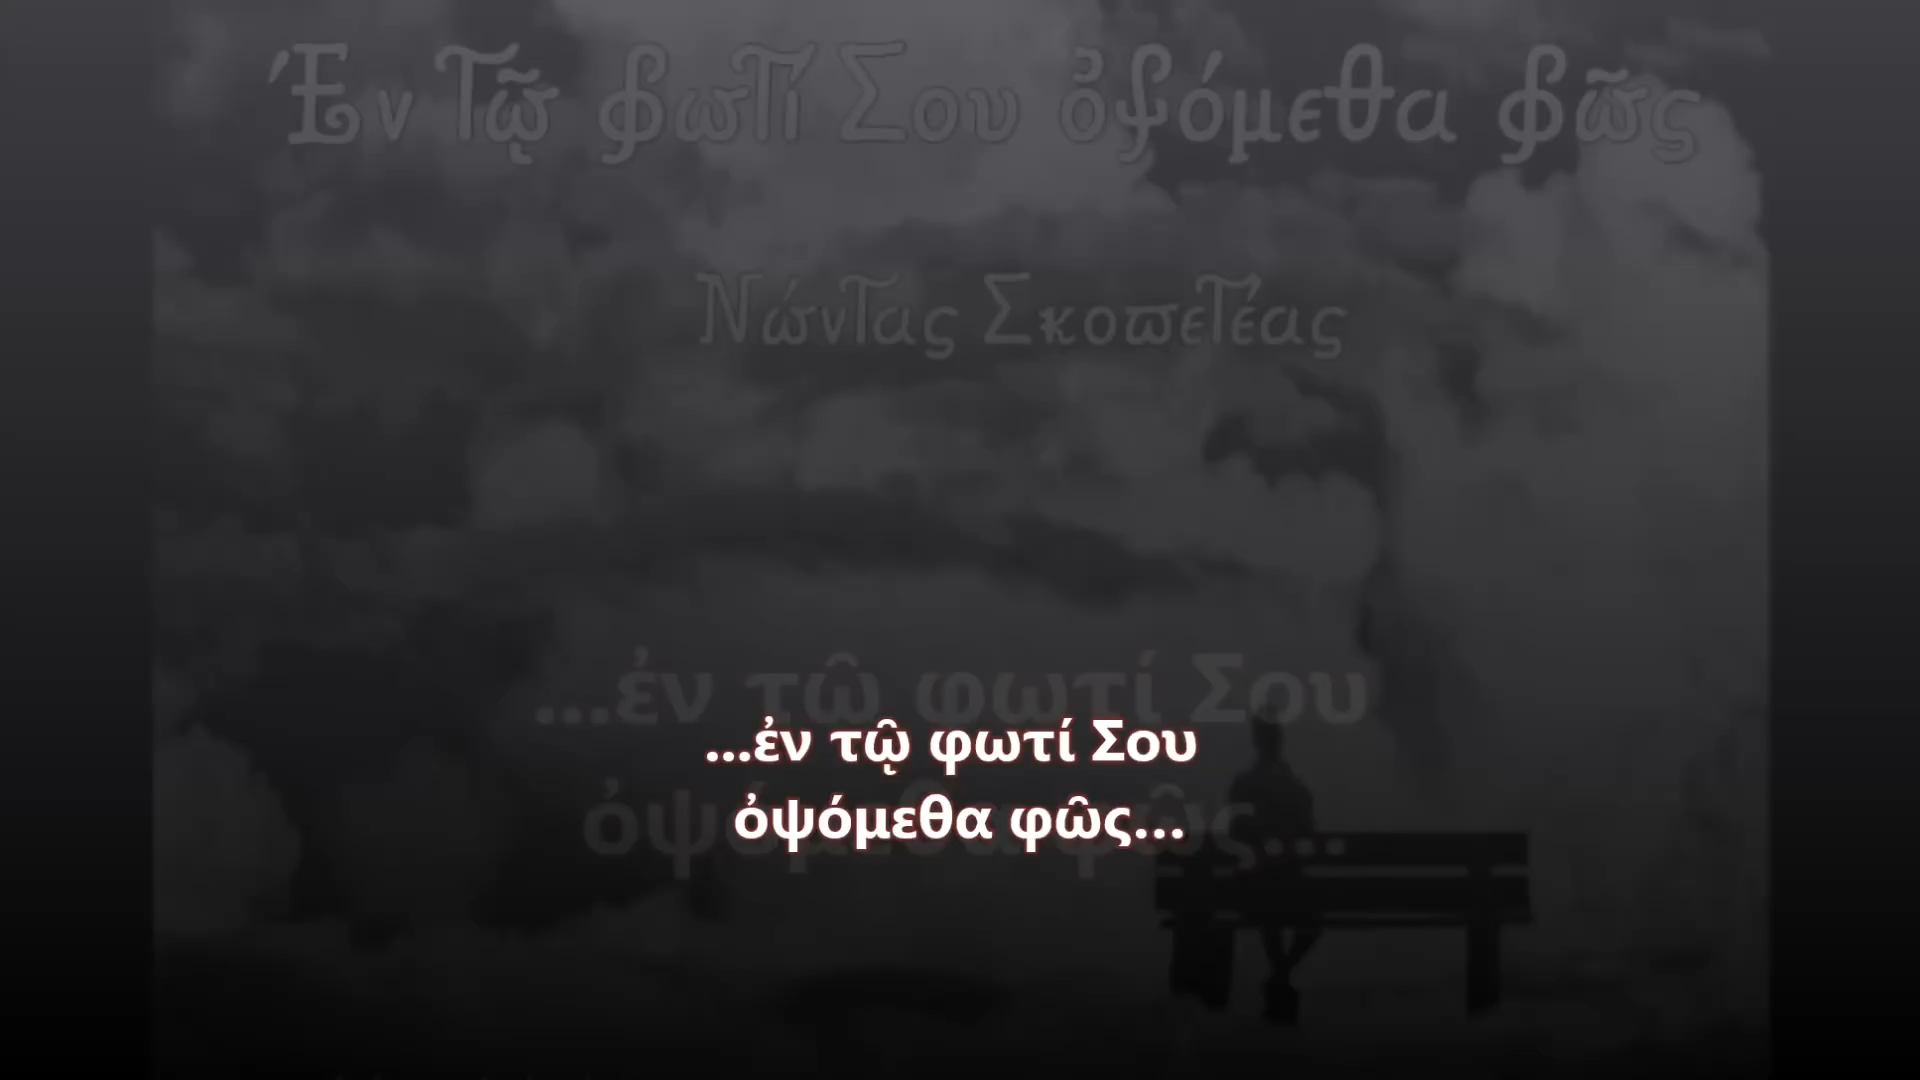 Ἐν τῷ φωτί Σου ὀψόμεθα φῶς
Νώντας Σκοπετέας
...ἐν τῷ φωτί Σου
ὀψόμεθα φῶς...
...ἐν τῷ φωτί Σου
ὀψόμεθα φῶς...